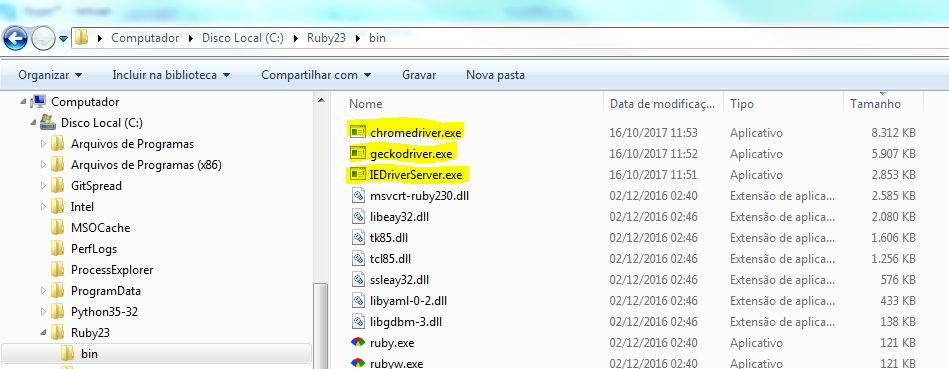 Computador Disco Local (C:) Ruby23 bin
Organizar Incluir na biblioteca Compartilhar com Gravar Nova pasta
Computador
Disco Local (C:)
Arquivos de Programas
Arquivos de Programas (x86)
GitSpread
Intel
MSOCache
PerfLogs
ProcessExplorer
ProgramData
Python35-32
Ruby23
bin
Nome Data de modificaç... Tipo Tamanho
chromedriver.exe 16/10/2017 11:53 Aplicativo 8.312 KB
geckodriver.exe 16/10/2017 11:52 Aplicativo 5.907 KB
IEDriverServer.exe 16/10/2017 11:51 Aplicativo 2.853 KB
msvcrt-ruby230.dll 02/12/2016 02:40 Extensão de aplica... 2.585 KB
libeay32.dll 02/12/2016 02:46 Extensão de aplica... 2.080 KB
tk85.dll 02/12/2016 02:46 Extensão de aplica... 1.606 KB
tcl85.dll 02/12/2016 02:46 Extensão de aplica... 1.256 KB
ssleay32.dll 02/12/2016 02:46 Extensão de aplica... 576 KB
libyaml-0-2.dll 02/12/2016 02:46 Extensão de aplica... 433 KB
libgdbm-3.dll 02/12/2016 02:46 Extensão de aplica... 138 KB
ruby.exe 02/12/2016 02:40 Aplicativo 121 KB
rubyw.exe 02/12/2016 02:40 Aplicativo 121 KB